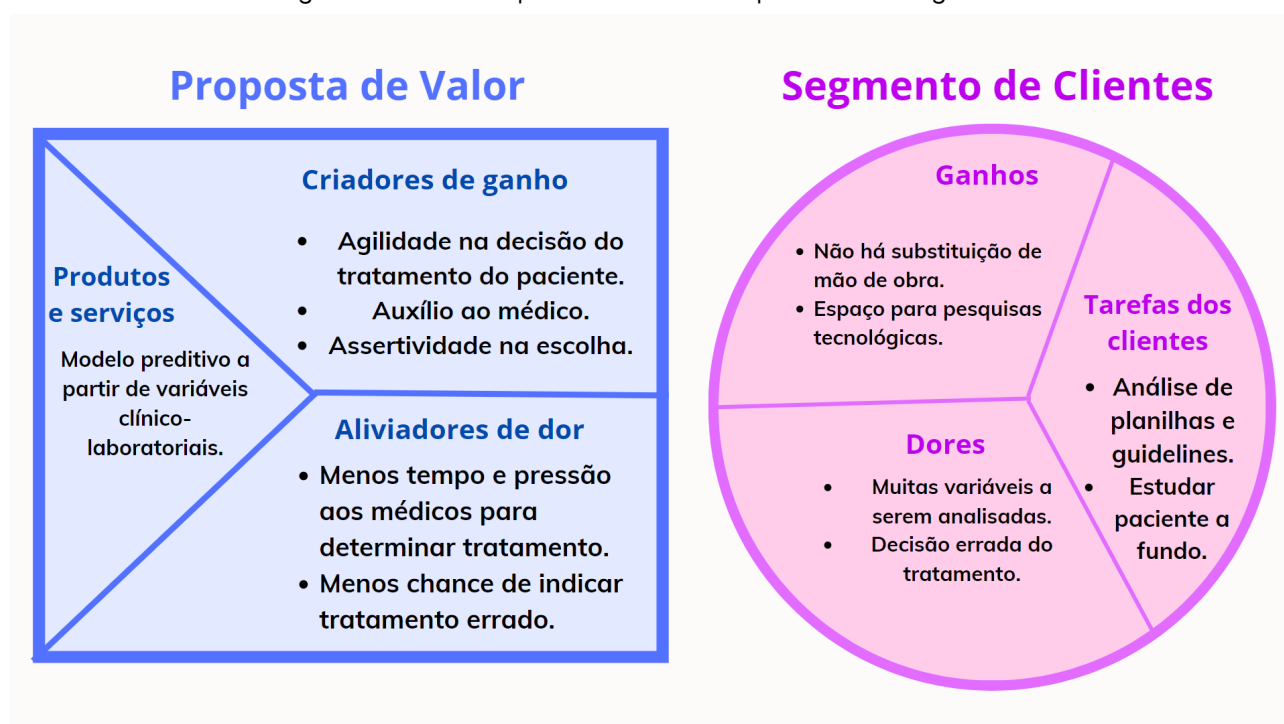 Proposta de Valor
Criadores de ganho
• Agilidade na decisão do
tratamento do paciente.
• Auxílio ao médico.
• Assertividade na escolha.
Produtos
e serviços
Modelo preditivo a
partir de variáveis
clínico-
laboratoriais.
Aliviadores de dor
• Menos tempo e pressão
aos médicos para
determinar tratamento.
• Menos chance de indicar
tratamento errado.
Segmento de Clientes
Ganhos
• Não há substituição de
mão de obra.
• Espaço para pesquisas
tecnológicas.
Tarefas dos
clientes
• Análise de
planilhas e
guidelines.
• Estudar
paciente a
fundo.
Dores
• Muitas variáveis a
serem analisadas.
• Decisão errada do
tratamento.